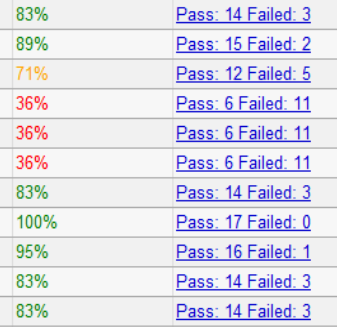 83% Pass: 14 Failed: 3
89% Pass: 15 Failed: 2
71% Pass: 12 Failed: 5
36% Pass: 6 Failed: 11
36% Pass: 6 Failed: 11
36% Pass: 6 Failed: 11
83% Pass: 14 Failed: 3
100% Pass: 17 Failed: 0
95% Pass: 16 Failed: 1
83% Pass: 14 Failed: 3
83% Pass: 14 Failed: 3